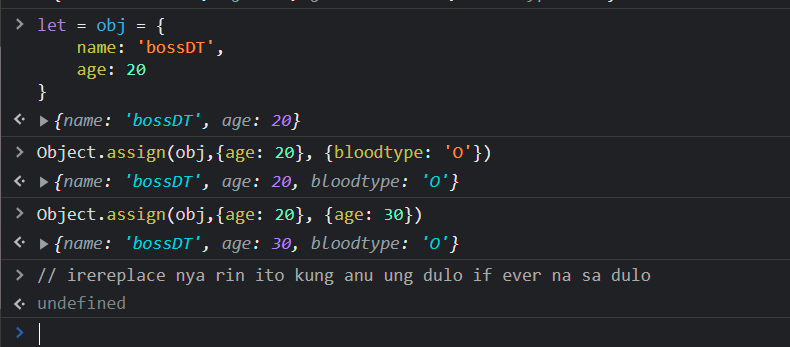 let = obj = {
name: 'bossDT',
age: 20
}
{name: 'bossDT', age: 20}
Object.assign(obj,{age: 20}, {bloodtype: 'O'})
{name: 'bossDT', age: 20, bloodtype: 'O'}
Object.assign(obj,{age: 20}, {age: 30})
{name: 'bossDT', age: 30, bloodtype: 'O'}
// irereplace nya rin ito kung anu ung dulo if ever na sa dulo
undefined